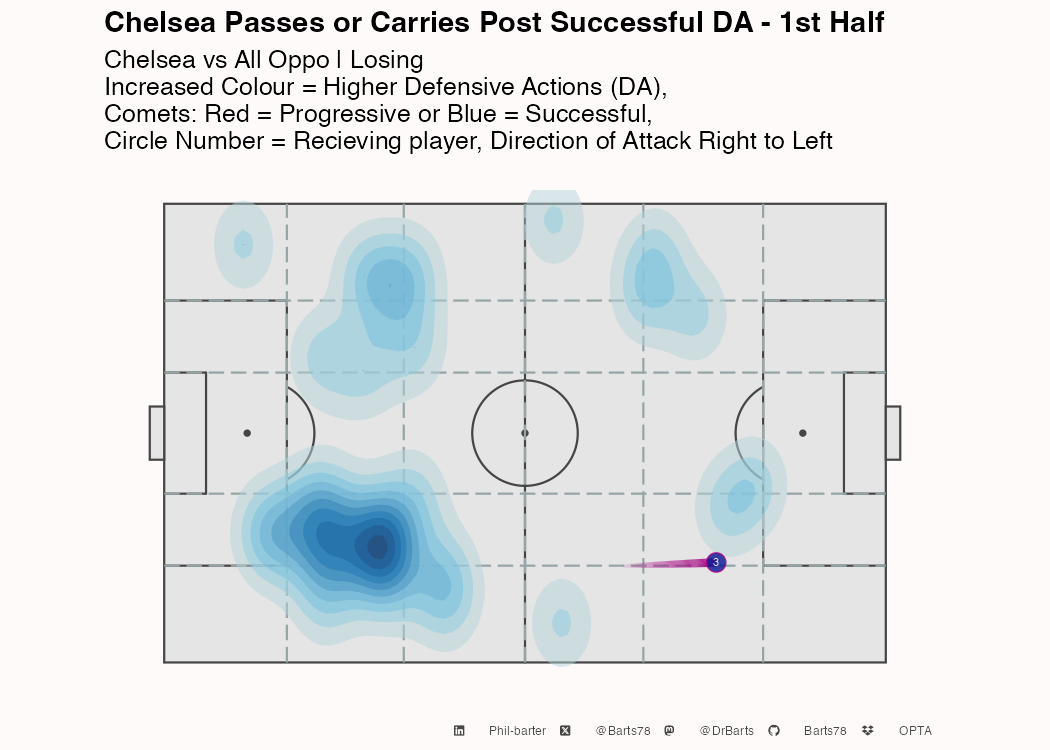 Chelsea Passes or Carries Post Successful DA - 1st Half
Chelsea vs All Oppo | Losing
Increased Colour = Higher Defensive Actions (DA),
Comets: Red = Progressive or Blue = Successful,
Circle Number = Recieving player, Direction of Attack Right to Left
3
Phil-barter @Barts78 @DrBarts Barts78 OPTA